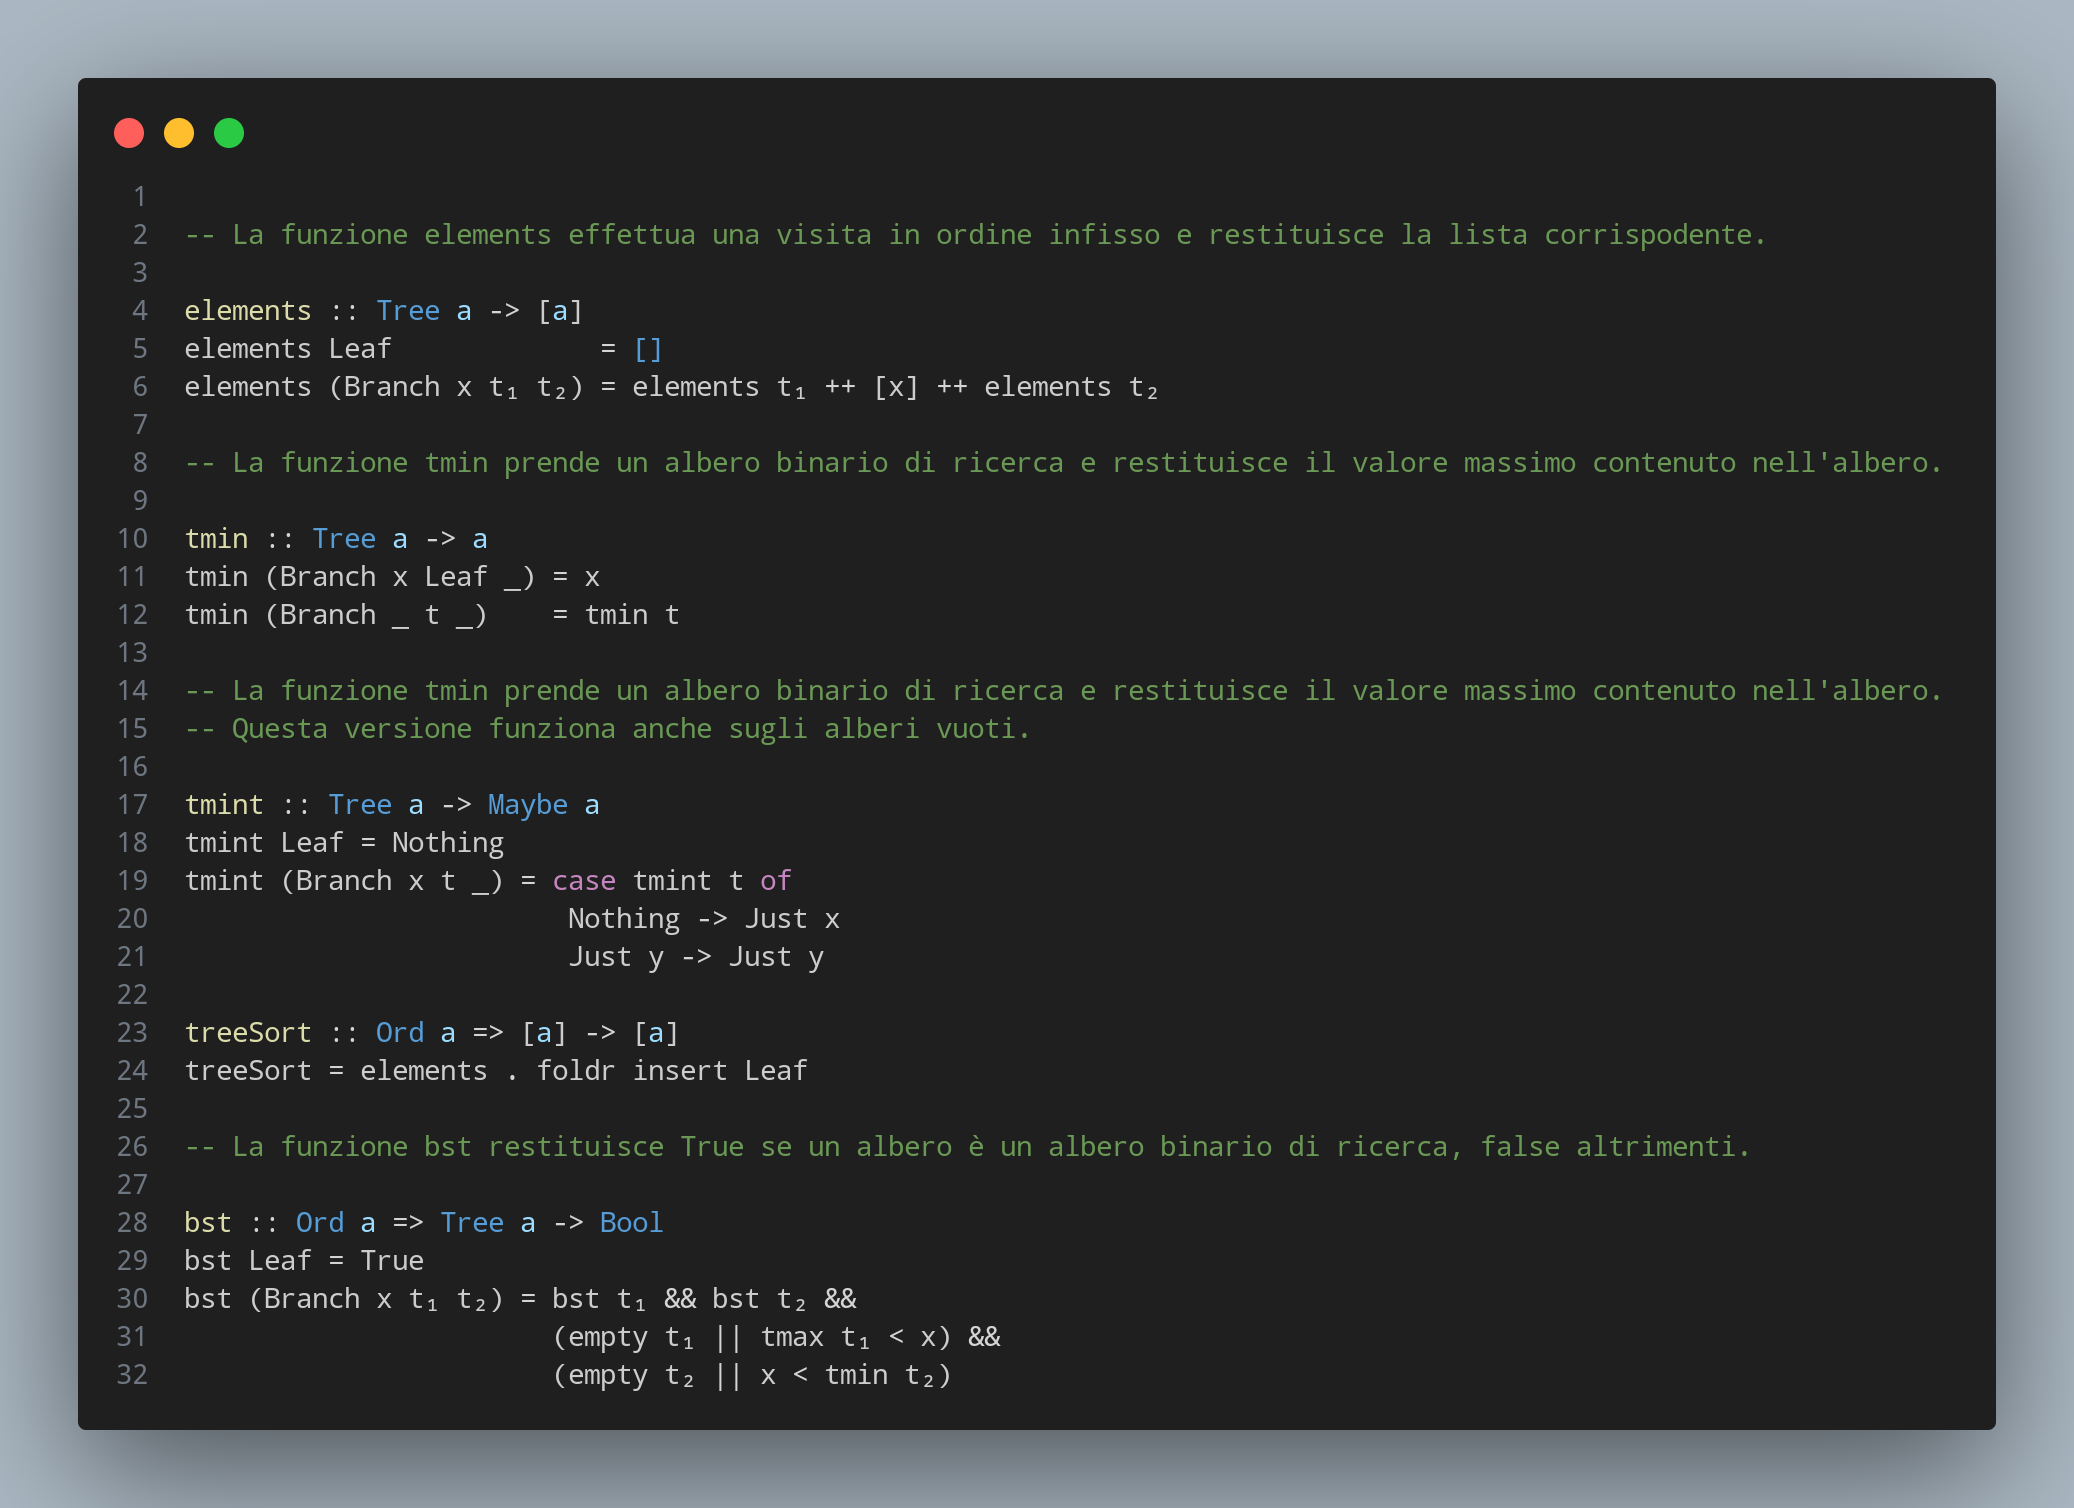 1
2 -- La funzione elements effettua una visita in ordine infisso e restituisce la lista corrispodente.
3
4 elements :: Tree a -> [a]
5 elements Leaf             = []
6 elements (Branch x t₁ t₂) = elements t₁ ++ [x] ++ elements t₂
7
8 -- La funzione tmin prende un albero binario di ricerca e restituisce il valore massimo contenuto nell'albero.
9
10 tmin :: Tree a -> a
11 tmin (Branch x Leaf _) = x
12 tmin (Branch _ t _)    = tmin t
13
14 -- La funzione tmin prende un albero binario di ricerca e restituisce il valore massimo contenuto nell'albero.
15 -- Questa versione funziona anche sugli alberi vuoti.
16
17 tmint :: Tree a -> Maybe a
18 tmint Leaf = Nothing
19 tmint (Branch x t _) = case tmint t of
20                         Nothing -> Just x
21                         Just y -> Just y
22
23 treeSort :: Ord a => [a] -> [a]
24 treeSort = elements . foldr insert Leaf
25
26 -- La funzione bst restituisce True se un albero è un albero binario di ricerca, false altrimenti.
27
28 bst :: Ord a => Tree a -> Bool
29 bst Leaf = True
30 bst (Branch x t₁ t₂) = bst t₁ && bst t₂ &&
31                        (empty t₁ || tmax t₁ < x) &&
32                        (empty t₂ || x < tmin t₂)